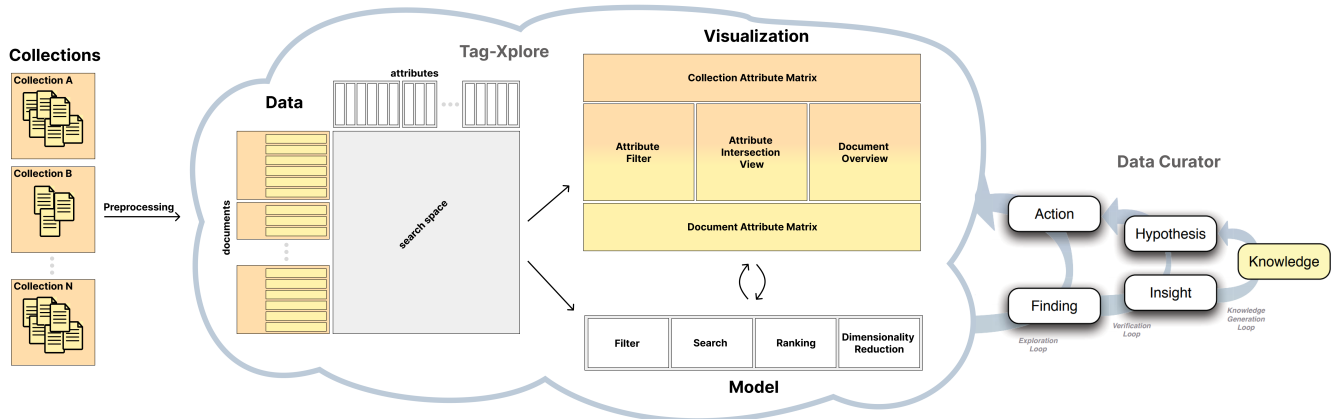 Collections
Collection A
Collection B
Collection N
Preprocessing
Tag-Xplore
Data
attributes
documents
search space
Visualization
Collection Attribute Matrix
Attribute
Filter
Attribute
Intersection
View
Document
Overview
Document Attribute Matrix
Filter
Search
Ranking
Dimensionality
Reduction
Model
Data Curator
Action
Hypothesis
Knowledge
Finding
Insight
Exploration
Loop
Verification
Loop
Knowledge
Generation
Loop